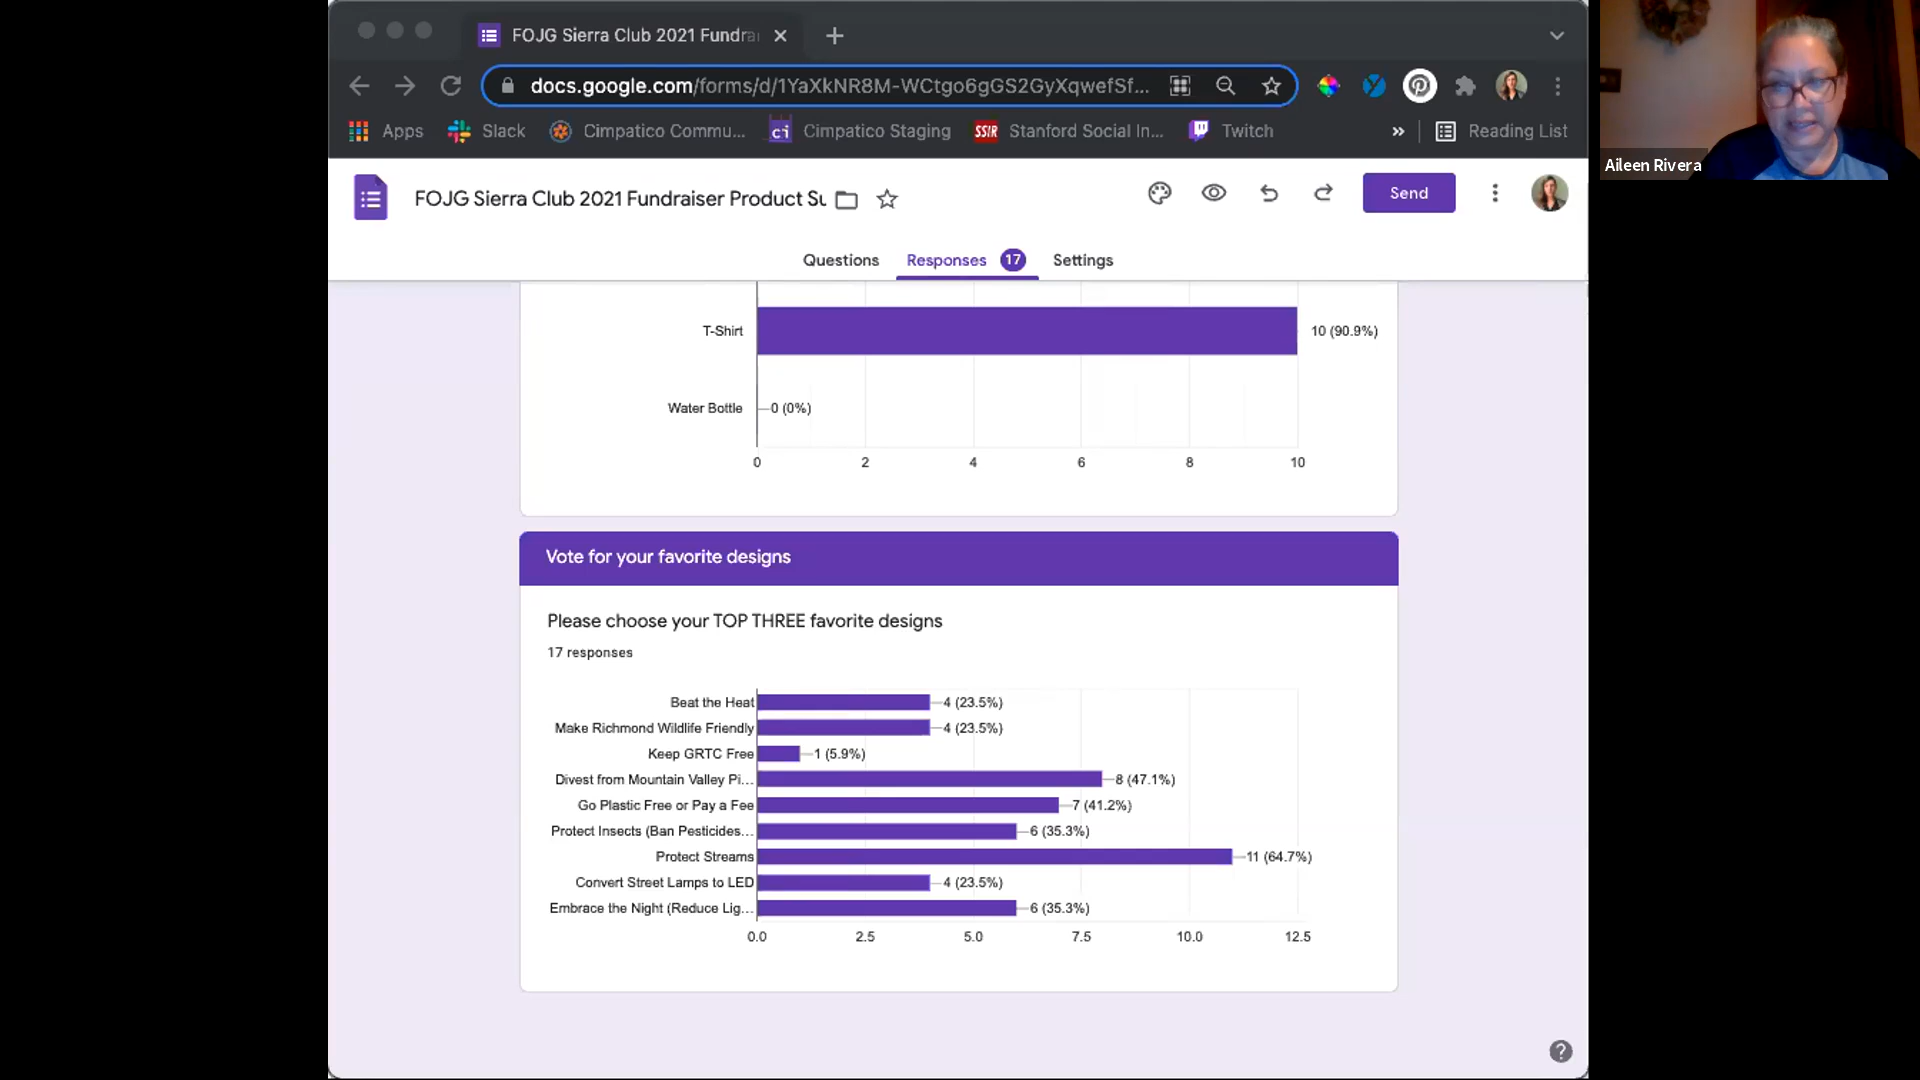 FOJG Sierra Club 2021 Fundrai
docs.google.com/forms/d/1YaXkNR8M-WCtgo6gGS2GyXqwefSf...
Apps Slack Cimpatico Commu... ci Cimpatico Staging SSIR Stanford Social In... Twitch » Reading List
Aileen Rivera
FOJG Sierra Club 2021 Fundraiser Product Su
Send
Questions Responses 17 Settings
T-Shirt 10 (90.9%)
Water Bottle 0 (0%)
0 2 4 6 8 10
Vote for your favorite designs
Please choose your TOP THREE favorite designs
17 responses
Beat the Heat 4 (23.5%)
Make Richmond Wildlife Friendly 4 (23.5%)
Keep GRTC Free 1 (5.9%)
Divest from Mountain Valley Pi... 8 (47.1%)
Go Plastic Free or Pay a Fee 7 (41.2%)
Protect Insects (Ban Pesticides... 6 (35.3%)
Protect Streams 11 (64.7%)
Convert Street Lamps to LED 4 (23.5%)
Embrace the Night (Reduce Lig... 6 (35.3%)
0.0 2.5 5.0 7.5 10.0 12.5